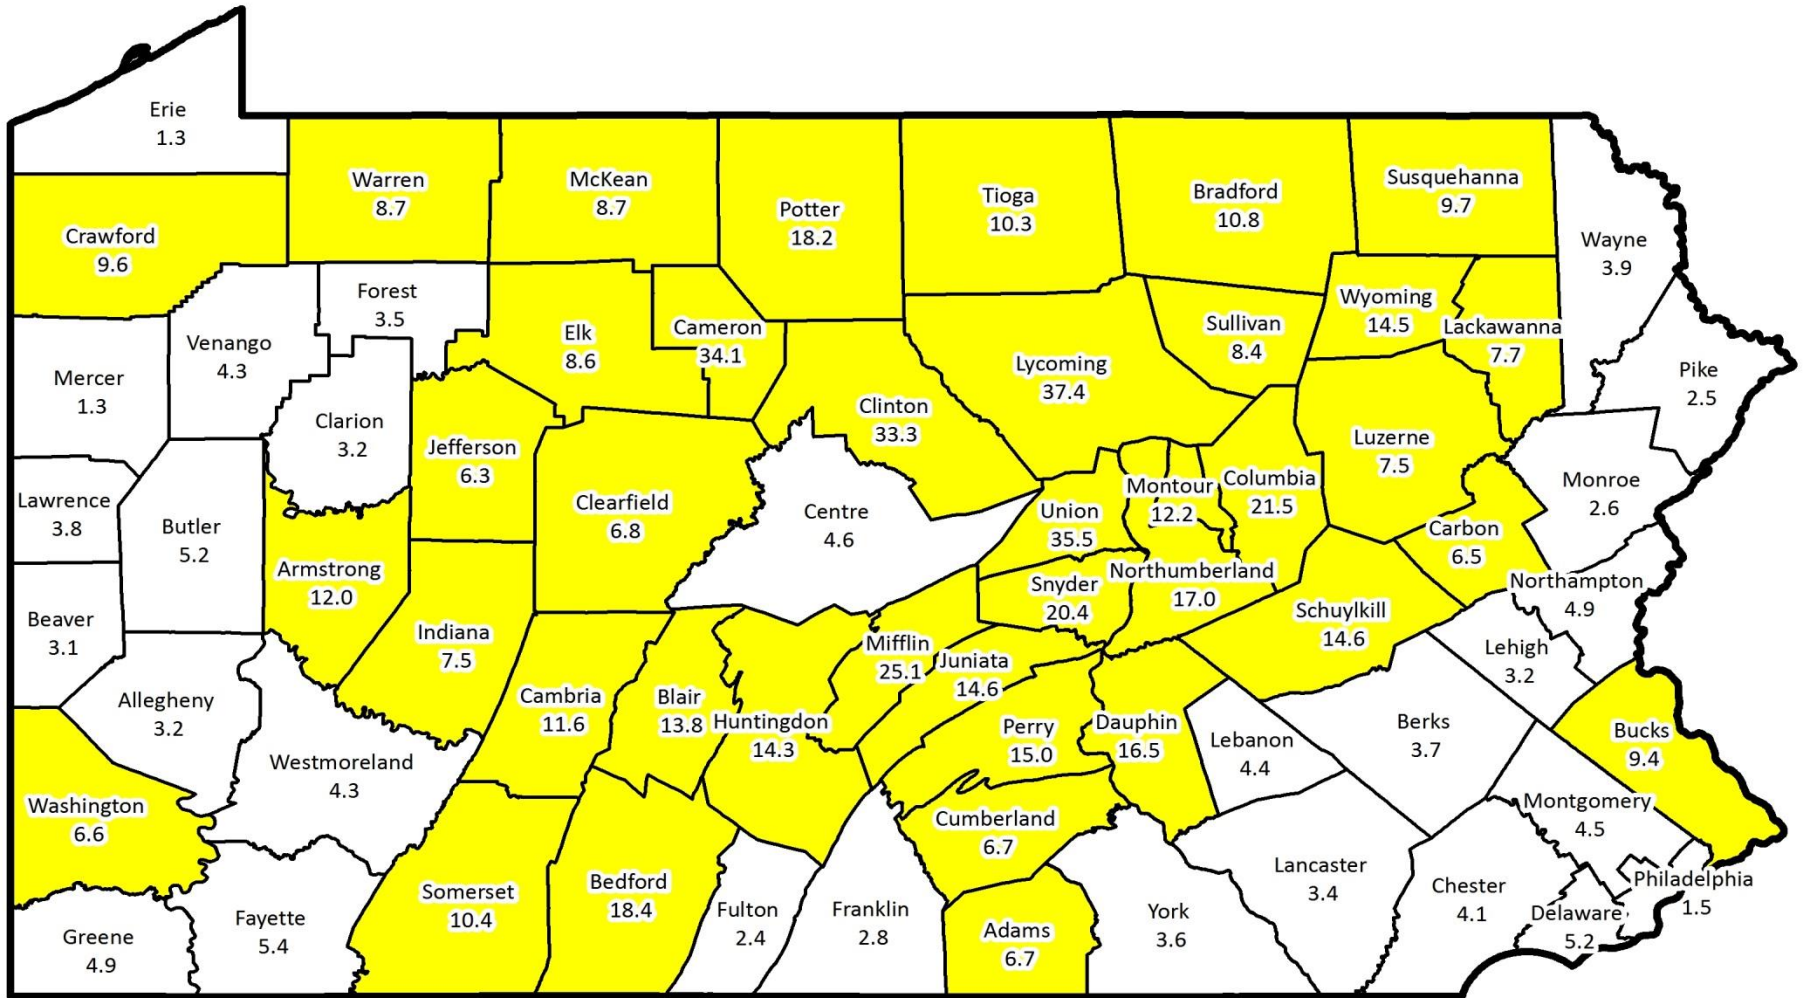 Erie
1.3
Warren
8.7
McKean
8.7
Potter
18.2
Tioga
10.3
Bradford
10.8
Susquehanna
9.7
Wayne
3.9
Crawford
9.6
Forest
3.5
Venango
4.3
Elk
8.6
Cameron
34.1
Sullivan
8.4
Wyoming
14.5
Lackawanna
7.7
Mercer
1.3
Clarion
3.2
Jefferson
6.3
Clinton
33.3
Lycoming
37.4
Luzerne
7.5
Pike
2.5
Lawrence
3.8
Butler
5.2
Clearfield
6.8
Centre
4.6
Union
35.5
Montour
12.2
Columbia
21.5
Carbon
6.5
Monroe
2.6
Armstrong
12.0
Snyder
20.4
Northumberland
17.0
Schuylkill
14.6
Northampton
4.9
Beaver
3.1
Indiana
7.5
Mifflin
25.1
Juniata
14.6
Lehigh
3.2
Allegheny
3.2
Cambria
11.6
Blair
13.8
Huntingdon
14.3
Perry
15.0
Dauphin
16.5
Lebanon
4.4
Berks
3.7
Bucks
9.4
Westmoreland
4.3
Washington
6.6
Cumberland
6.7
Montgomery
4.5
Greene
4.9
Fayette
5.4
Somerset
10.4
Bedford
18.4
Fulton
2.4
Franklin
2.8
Adams
6.7
York
3.6
Lancaster
3.4
Chester
4.1
Delaware
5.2
Philadelphia
1.5